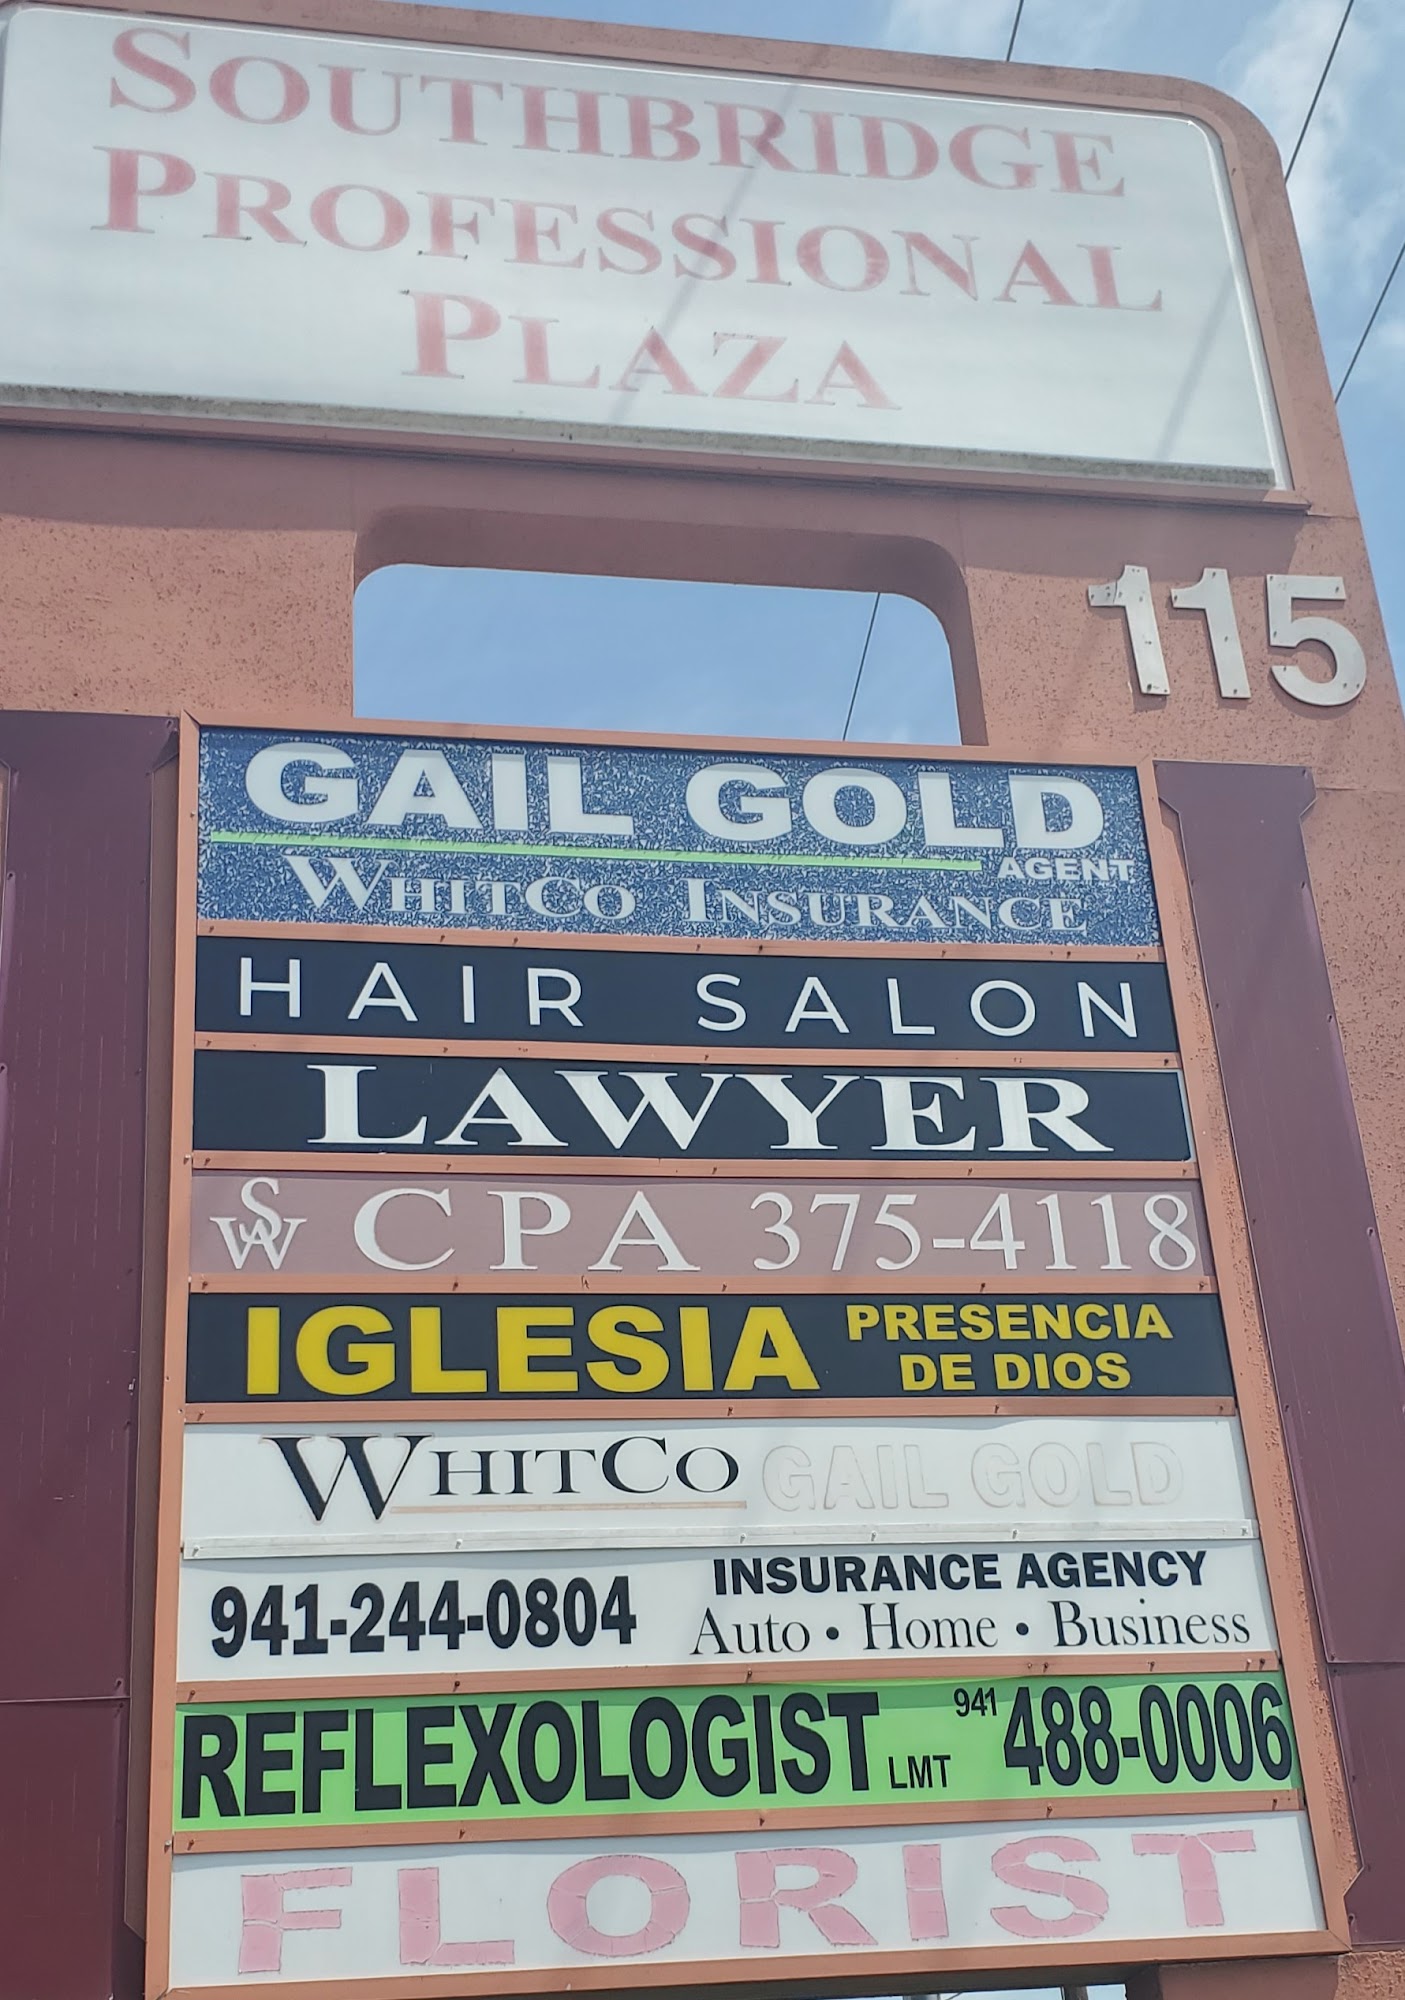 SOUTHBRIDGE
PROFESSIONAL
PLAZA
115
GAIL GOLD
AGENT
WHITCO INSURANCE
HAIR SALON
LAWYER
SW CPA 375-4118
IGLESIA PRESENCIA
DE DIOS
WHITCO GAIL GOLD
941-244-0804 INSURANCE AGENCY
Auto • Home • Business
REFLEXOLOGIST LMT 941 488-0006
FLORIST